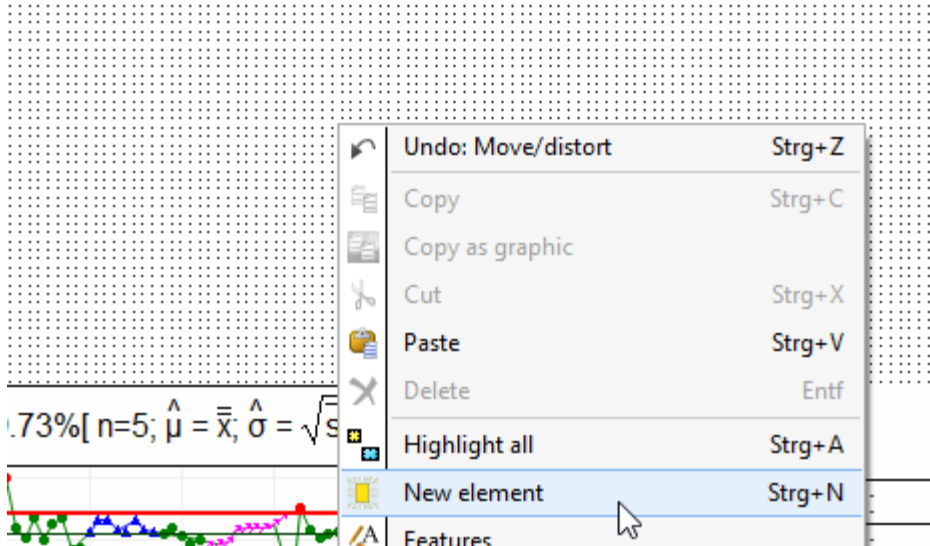 Undo: Move/distort Strg+Z
Copy Strg+C
Copy as graphic
Cut Strg+X
Paste Strg+V
Delete Entf
.73%[ n=5; μ̂ = x̿; σ̂ = √s
Highlight all Strg+A
New element Strg+N
Features